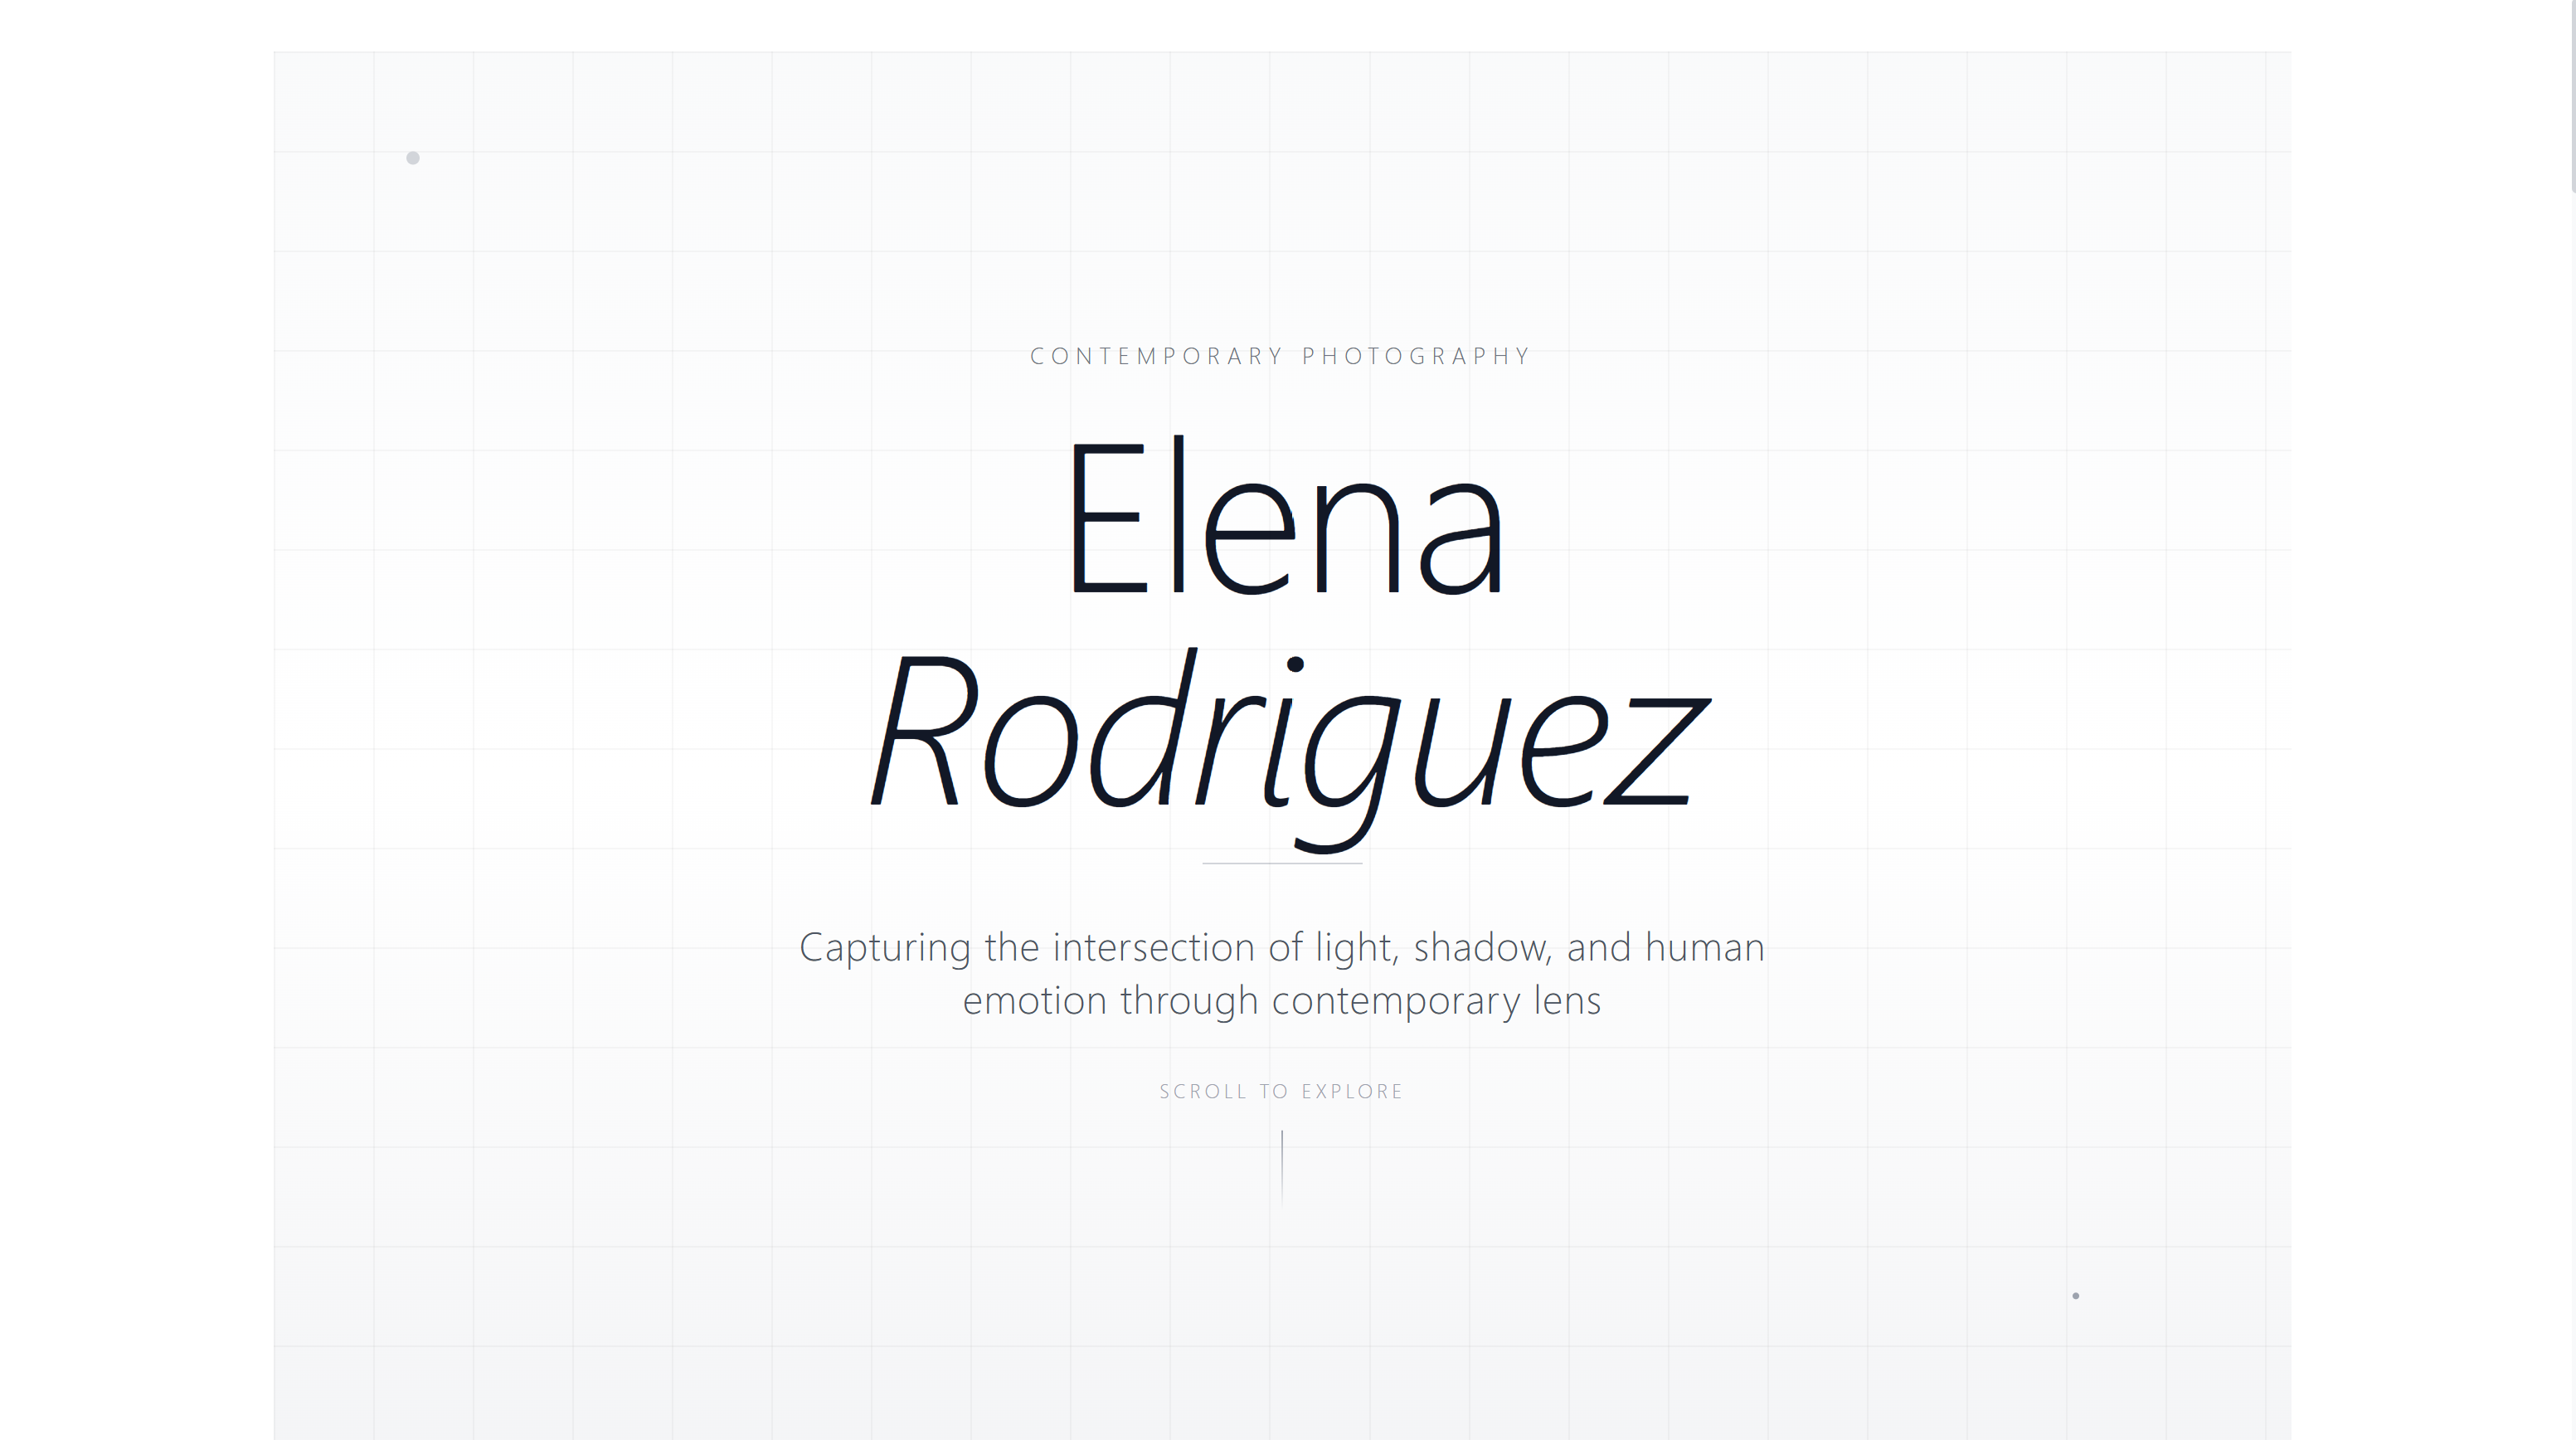 CONTEMPORARY PHOTOGRAPHY
Elena
Rodriguez
Capturing the intersection of light, shadow, and human
emotion through contemporary lens
SCROLL TO EXPLORE